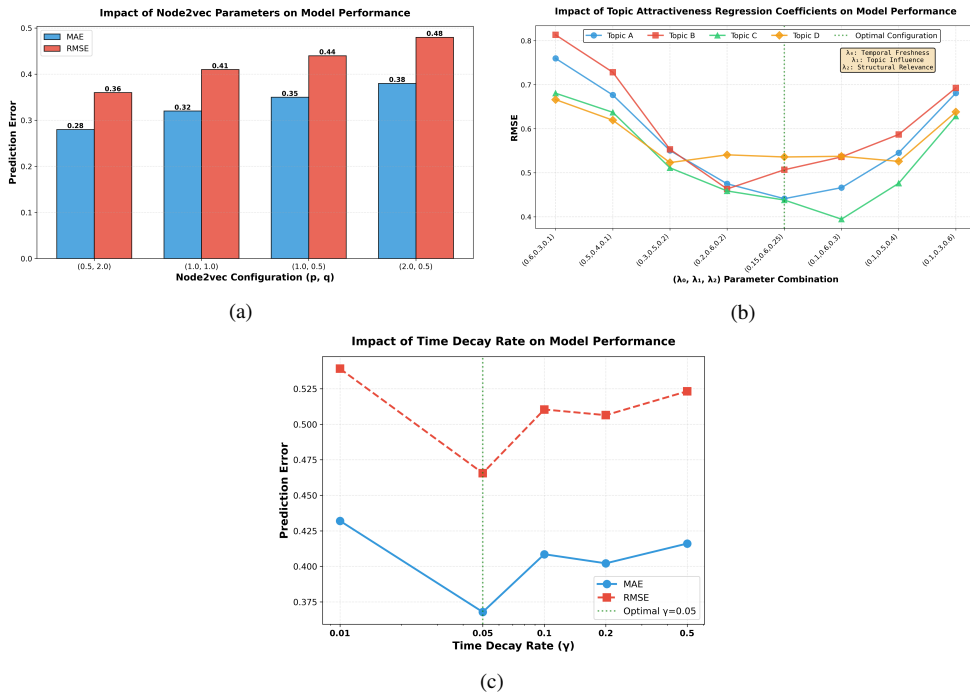 Impact of Node2vec Parameters on Model Performance
MAE
RMSE
Prediction Error
0.5
0.4
0.3
0.2
0.1
0.0
0.28
0.36
0.32
0.41
0.35
0.44
0.38
0.48
(0.5, 2.0)
(1.0, 1.0)
(1.0, 0.5)
(2.0, 0.5)
Node2vec Configuration (p, q)
(a)
Impact of Topic Attractiveness Regression Coefficients on Model Performance
Topic A
Topic B
Topic C
Topic D
Optimal Configuration
λ₀: Temporal Freshness
λ₁: Topic Influence
λ₂: Structural Relevance
RMSE
0.8
0.7
0.6
0.5
0.4
(0.6,0.3,0.1)
(0.5,0.4,0.1)
(0.3,0.5,0.2)
(0.2,0.6,0.2)
(0.15,0.6,0.25)
(0.1,0.6,0.3)
(0.1,0.5,0.4)
(0.1,0.3,0.6)
(λ₀, λ₁, λ₂) Parameter Combination
(b)
Impact of Time Decay Rate on Model Performance
Prediction Error
0.525
0.500
0.475
0.450
0.425
0.400
0.375
MAE
RMSE
Optimal γ=0.05
0.01
0.05
0.1
0.2
0.5
Time Decay Rate (γ)
(c)